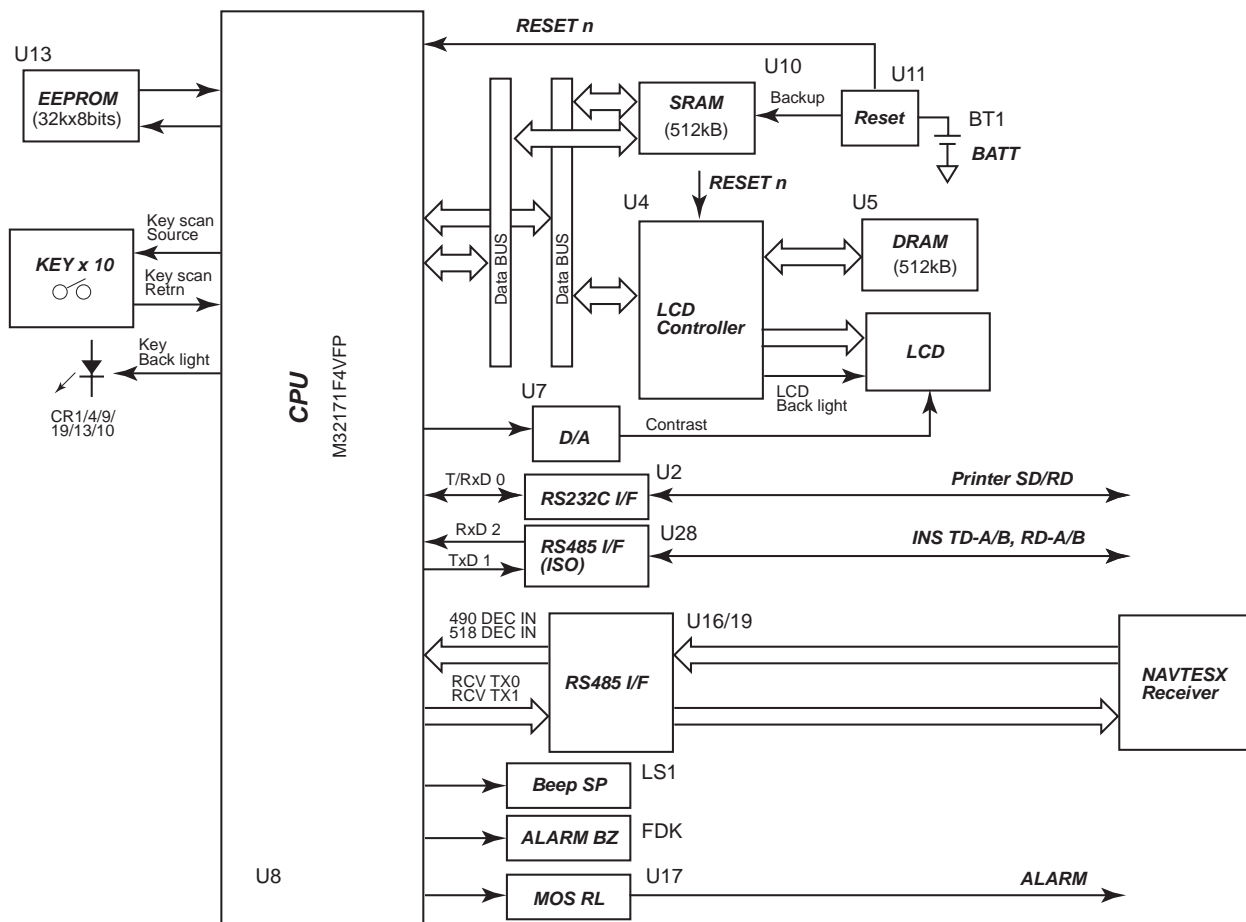 RESET n
U13
EEPROM
(32kx8bits)
U10
U11
SRAM
(512kB)
Backup
Reset
BT1
BATT
RESET n
U4
U5
Key scan
Source
KEY x 10
Key scan
Retrn
Data BUS
Data BUS
DRAM
(512kB)
LCD
Controller
LCD
Key
Back light
LCD
Back light
CR1/4/9/
19/13/10
CPU
M32171F4VFP
U7
D/A
Contrast
U2
T/RxD 0
RS232C I/F
Printer SD/RD
RxD 2
TxD 1
RS485 I/F
(ISO)
U28
INS TD-A/B, RD-A/B
490 DEC IN
518 DEC IN
U16/19
RCV TX0
RCV TX1
RS485 I/F
NAVTESX
Receiver
Beep SP
LS1
ALARM BZ
FDK
U8
MOS RL
U17
ALARM